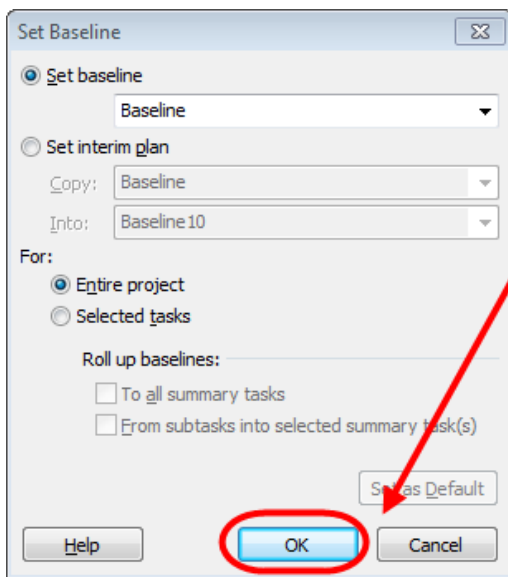 Set Baseline
Set baseline
Baseline
Set interim plan
Copy: Baseline
Into: Baseline10
For:
Entire project
Selected tasks
Roll up baselines:
To all summary tasks
From subtasks into selected summary task(s)
Set as Default
Help OK Cancel